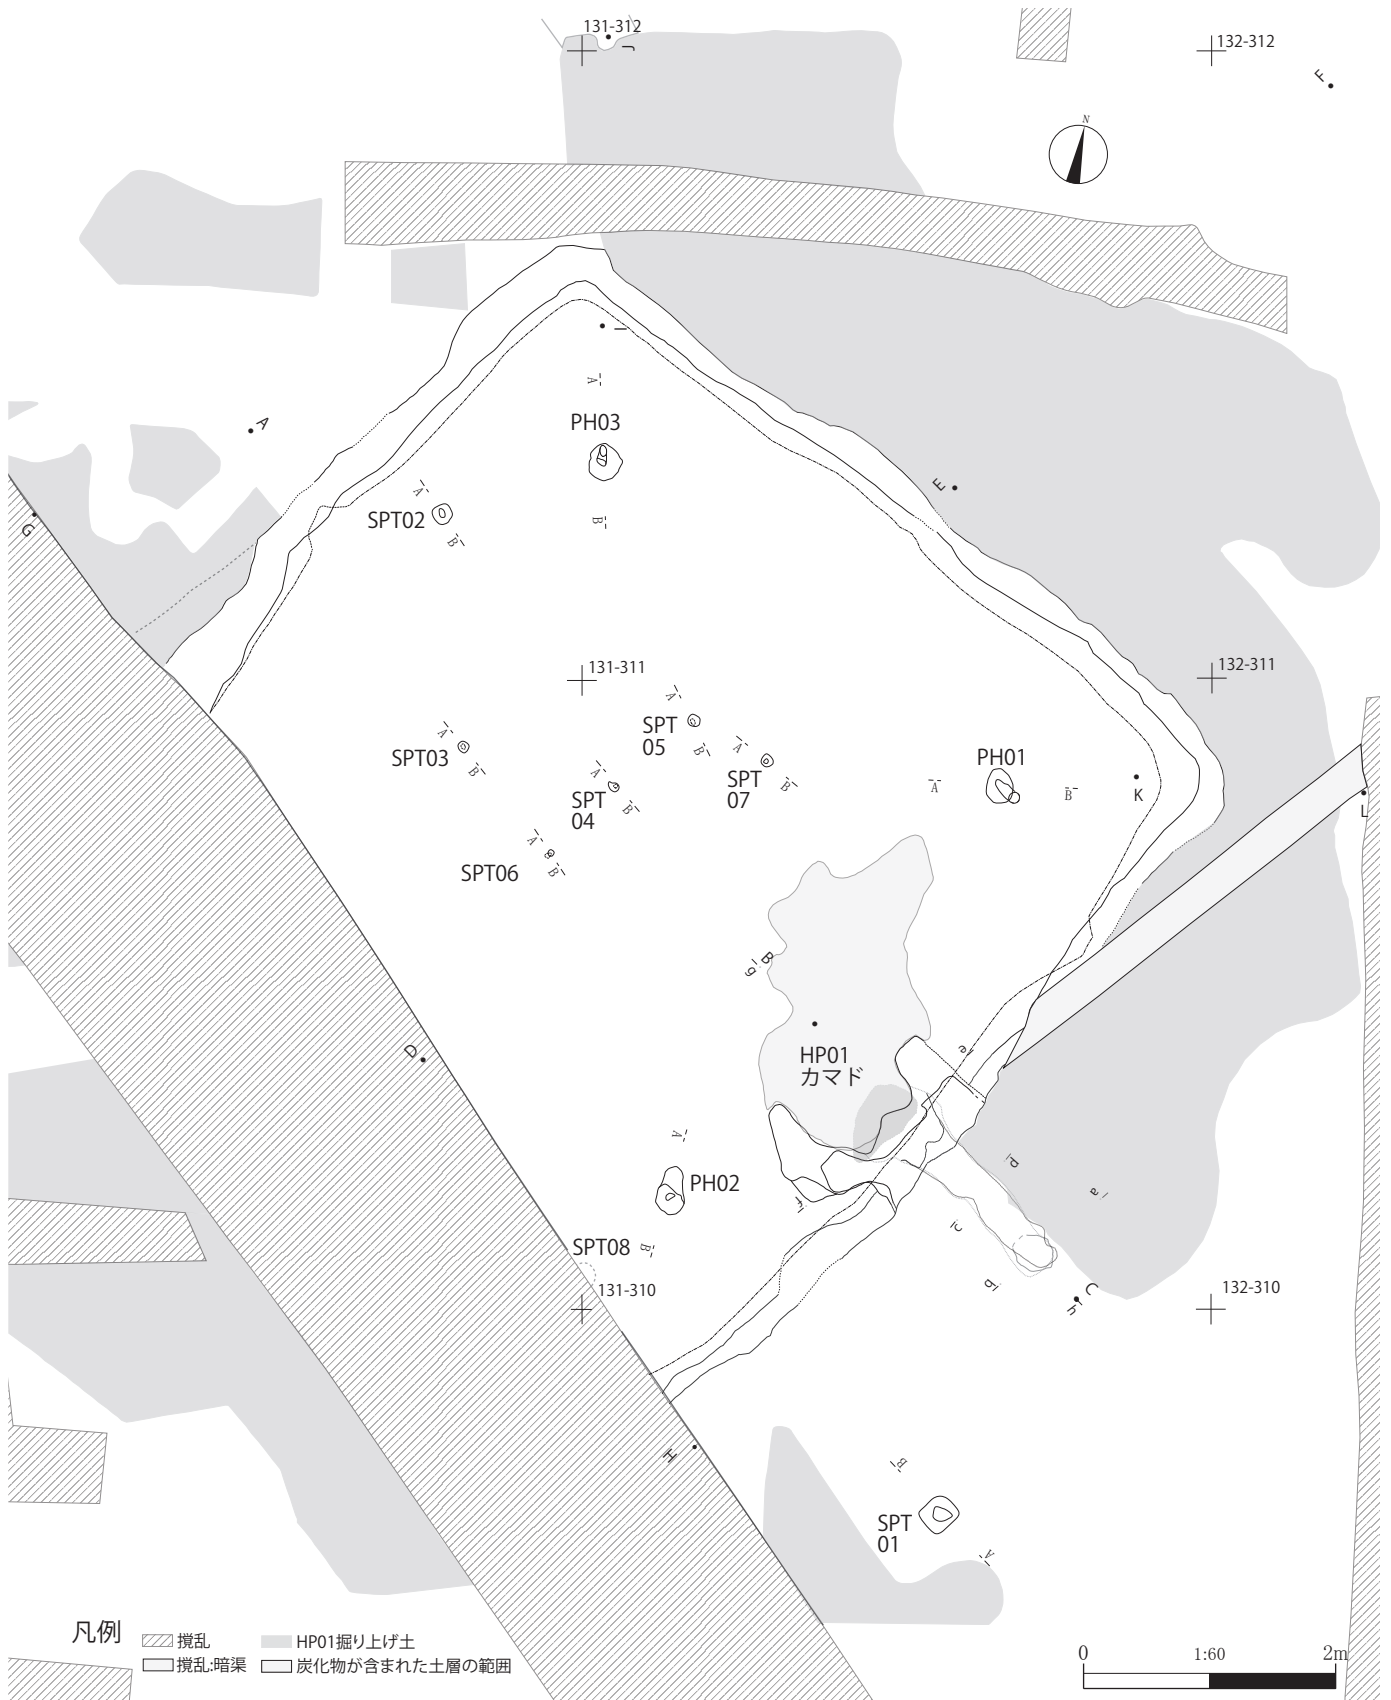 131-312
J
132-312
F
N
I
A
PH03
A
E
A
SPT02
B
B
G
131-311
132-311
A
SPT
05
A
B
A
SPT03
B
SPT
07
B
PH01
A
B
K
L
A
SPT
04
B
A
SPT06
B
B
g
D
HP01
カマド
e
A
d
a
PH02
f
c
SPT08
B
b
131-310
132-310
C
h
H
B
SPT
01
A
凡例
撹乱
HP01掘り上げ土
撹乱:暗渠
炭化物が含まれた土層の範囲
0
1:60
2m